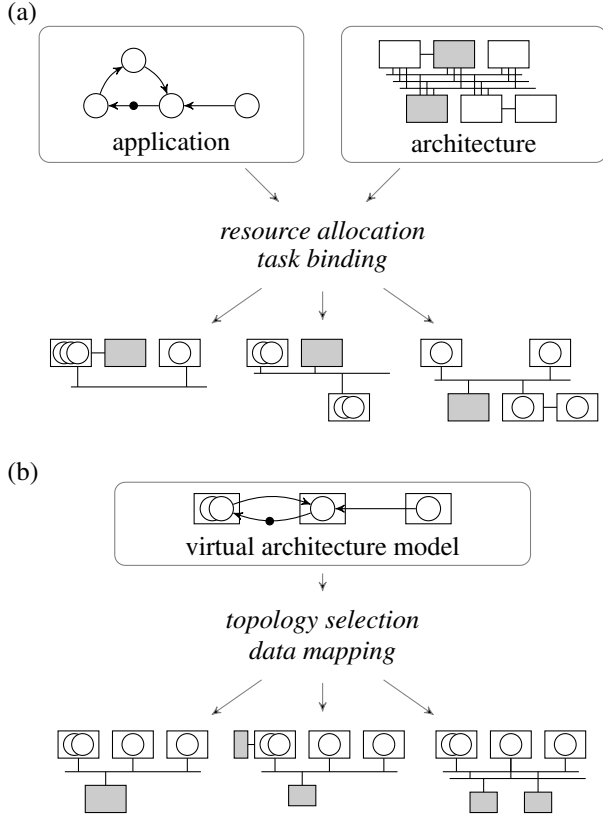 (a)
application
architecture
resource allocation
task binding
(b)
virtual architecture model
topology selection
data mapping